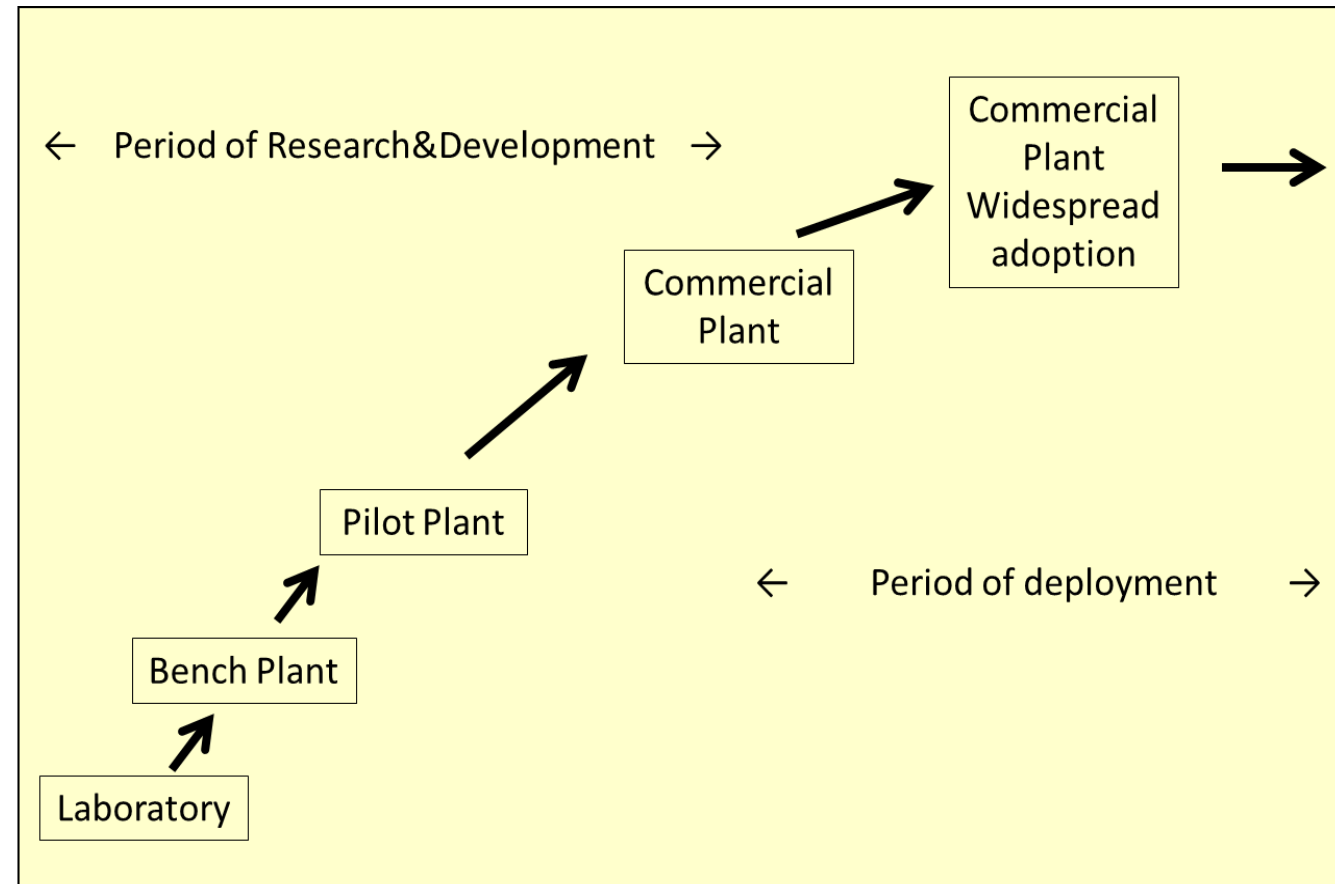 ← Period of Research&Development →
Commercial
Plant
Widespread
adoption
Commercial
Plant
Pilot Plant
← Period of deployment →
Bench Plant
Laboratory